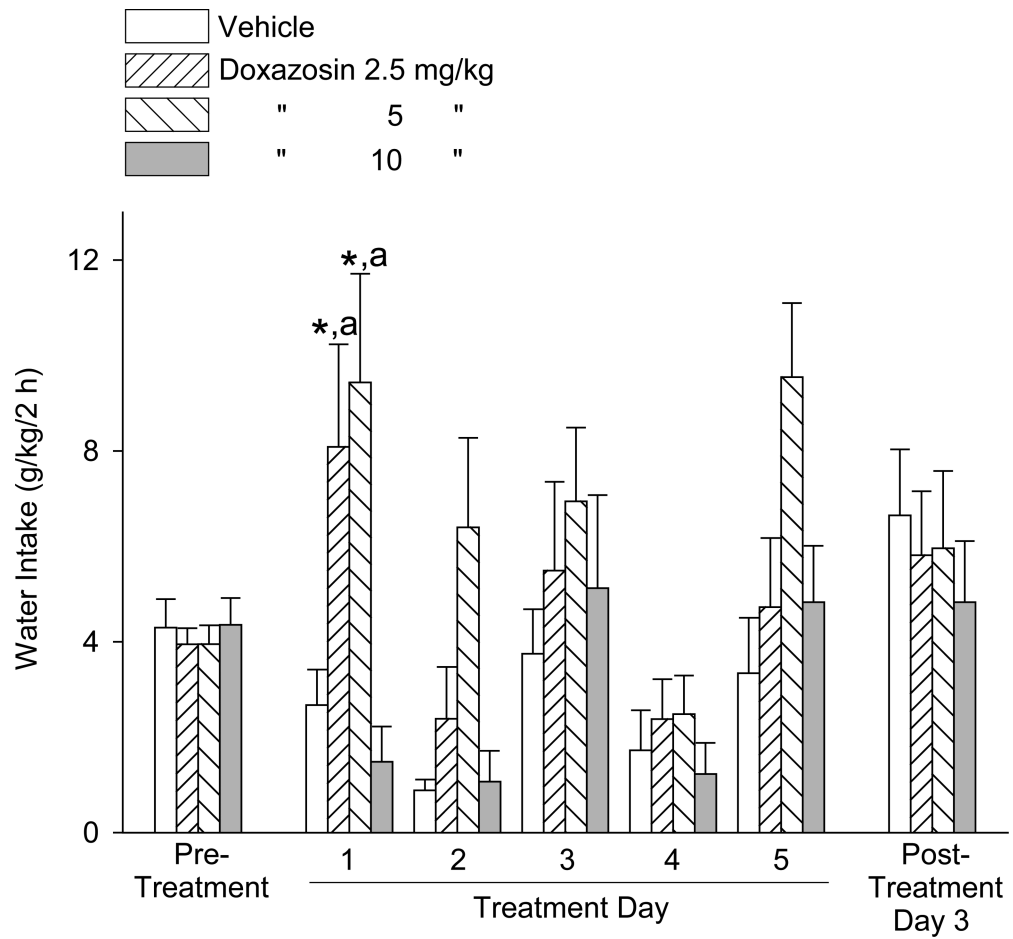 Vehicle
Doxazosin 2.5 mg/kg
" 5 "
" 10 "
12
*,a
*,a
8
4
0
Water Intake (g/kg/2 h)
Pre-
Treatment
1 2 3 4 5
Treatment Day
Post-
Treatment
Day 3